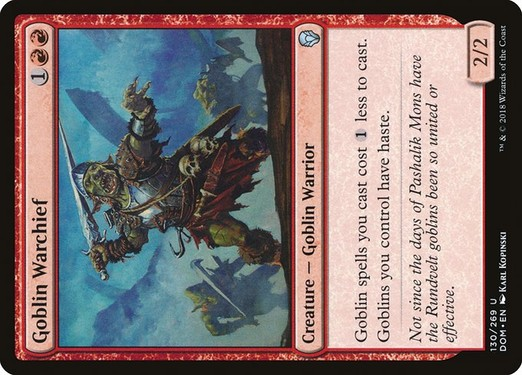 Goblin Warchief 1
Creature — Goblin Warrior
Goblin spells you cast cost 1 less to cast.
Goblins you control have haste.
Not since the days of Pashalik Mons have
the Rundvelt goblins been so united or
effective.
2/2
130/269 U
DOM • EN KARL KOPINSKI
™ & © 2018 Wizards of the Coast